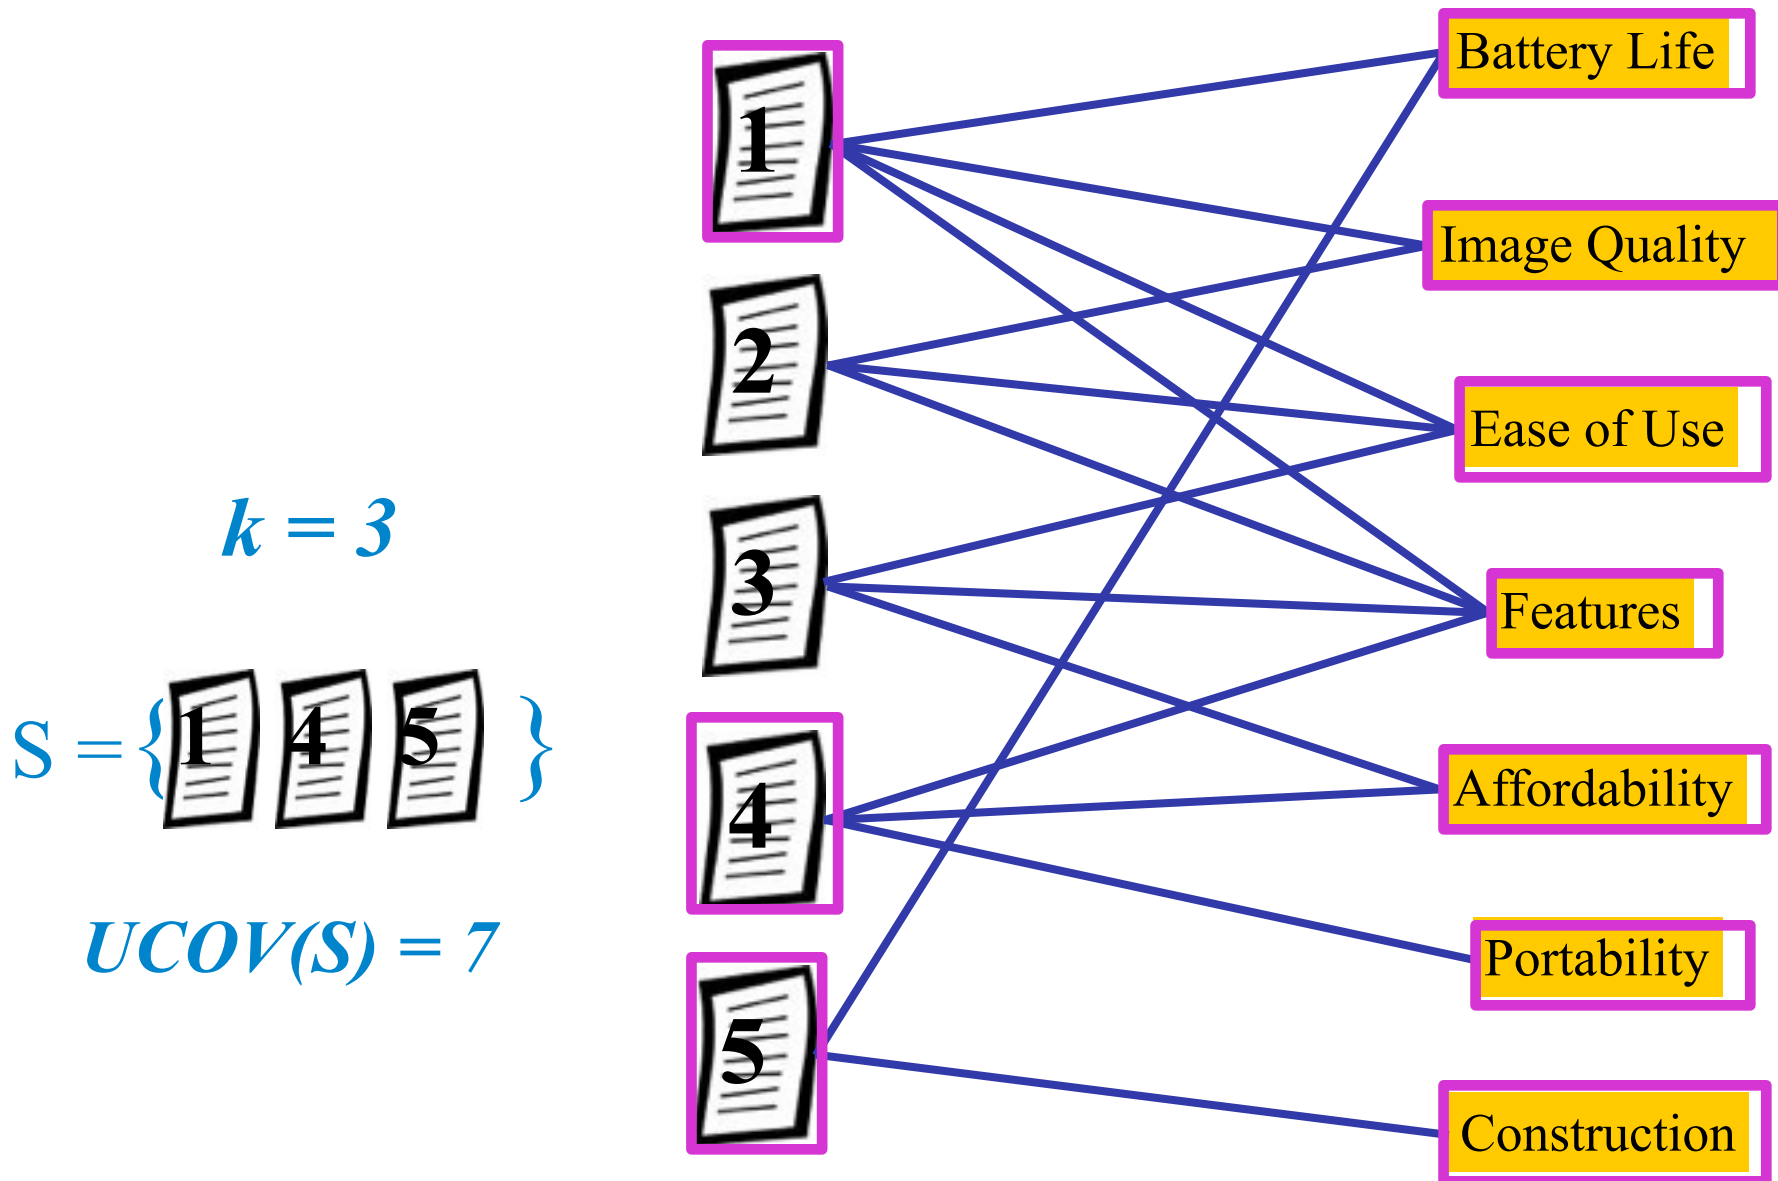 k = 3
S = { 1 4 5 }
UCOV(S) = 7
1
2
3
4
5
Battery Life
Image Quality
Ease of Use
Features
Affordability
Portability
Construction